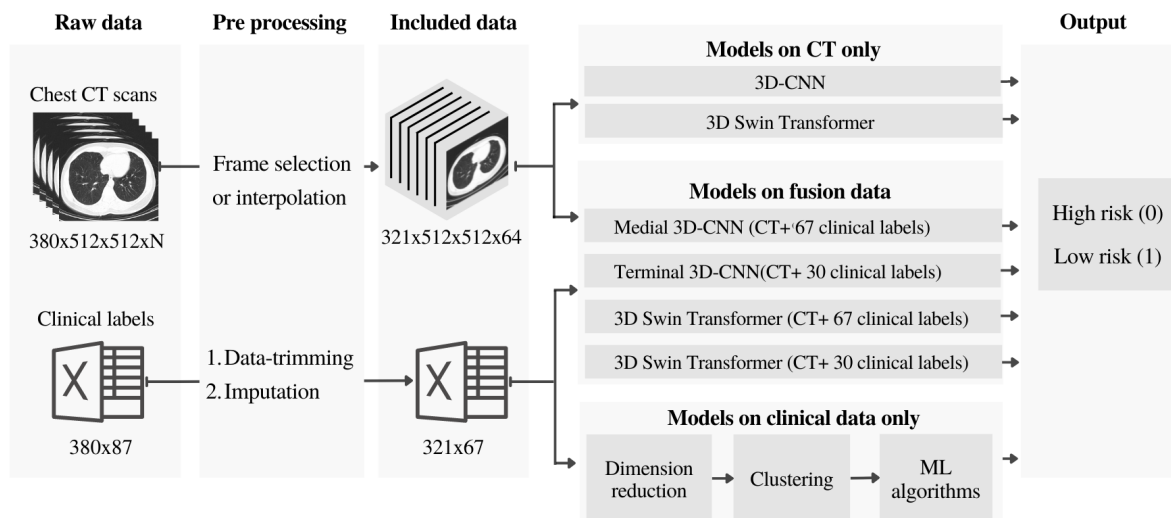 Raw data
Pre processing
Included data
Output
Chest CT scans
380x512x512xN
Clinical labels
X
380x87
Frame selection
or interpolation
1. Data-trimming
2. Imputation
321x512x512x64
X
321x67
Models on CT only
3D-CNN
3D Swin Transformer
Models on fusion data
Medial 3D-CNN (CT+ 67 clinical labels)
Terminal 3D-CNN(CT+ 30 clinical labels)
3D Swin Transformer (CT+ 67 clinical labels)
3D Swin Transformer (CT+ 30 clinical labels)
Models on clinical data only
Dimension
reduction
Clustering
ML
algorithms
High risk (0)
Low risk (1)